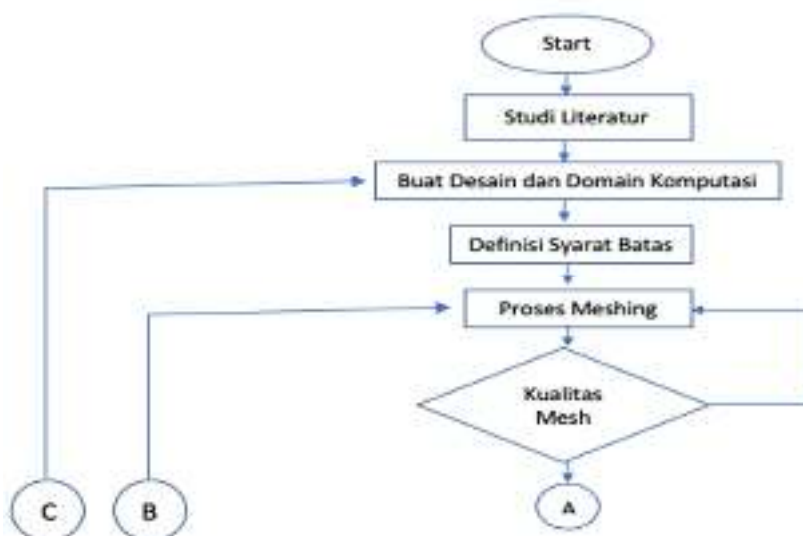 Start
Studi Literatur
Buat Desain dan Domain Komputasi
Definisi Syarat Batas
Proses Meshing
Kualitas
Mesh
C
B
A